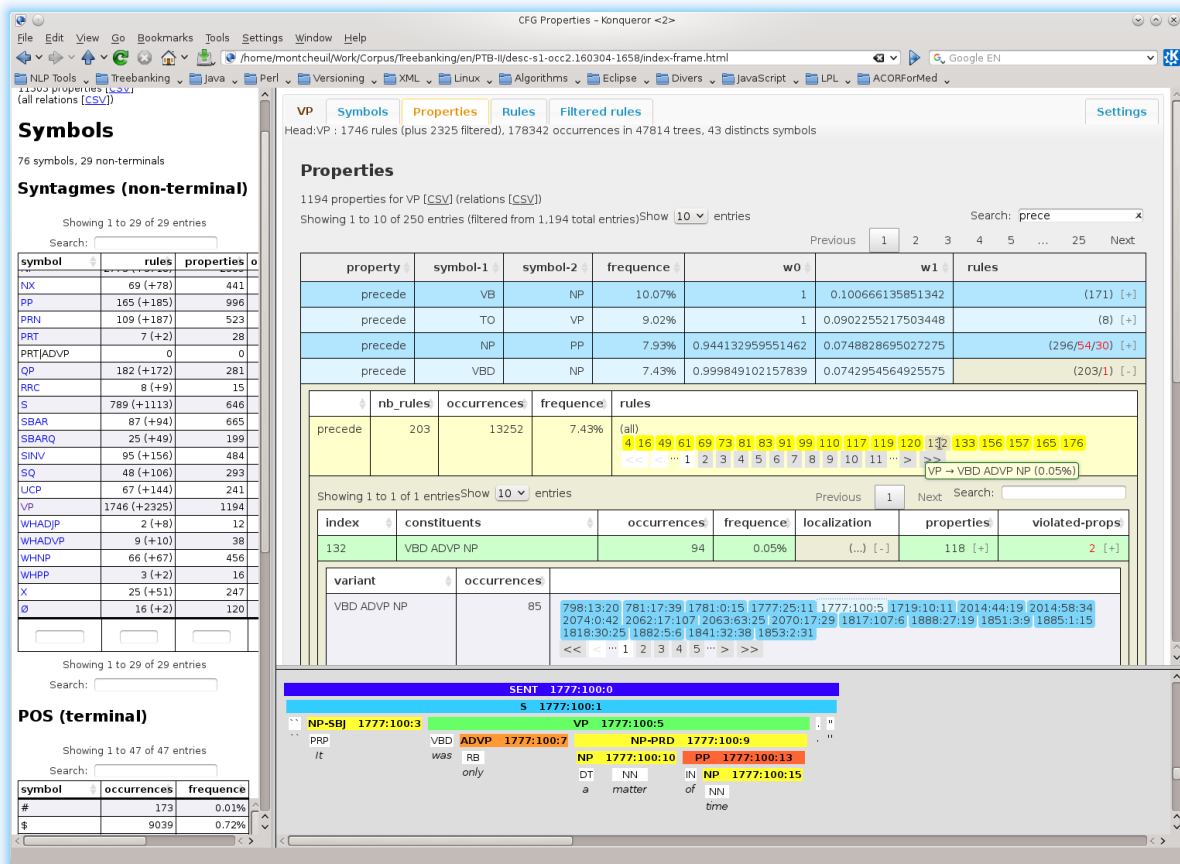 CFG Properties – Konqueror <2>
File Edit View Go Bookmarks Tools Settings Window Help
/home/montcheuil/Work/Corpus/Treebanking/en/PTB-II/desc-s1-occ2.160304-1658/index-frame.html
Google EN
NLP Tools Treebanking Java Perl Versioning XML Linux Algorithms Eclipse Divers JavaScript LPL ACORForMed
11303 properties [CSV]
(all relations [CSV])
Symbols
76 symbols, 29 non-terminals
Syntagmes (non-terminal)
Showing 1 to 29 of 29 entries
Search:
symbol rules properties o
NX 69 (+78) 441
PP 165 (+185) 996
PRN 109 (+187) 523
PRT 7 (+2) 28
PRT|ADVP 0 0
QP 182 (+172) 281
RRC 8 (+9) 15
S 789 (+1113) 646
SBAR 87 (+94) 665
SBARQ 25 (+49) 199
SINV 95 (+156) 484
SQ 48 (+106) 293
UCP 67 (+144) 241
VP 1746 (+2325) 1194
WHADJP 2 (+8) 12
WHADVP 9 (+10) 38
WHNP 66 (+67) 456
WHPP 3 (+2) 16
X 25 (+51) 247
Ø 16 (+2) 120
Showing 1 to 29 of 29 entries
Search:
POS (terminal)
Showing 1 to 47 of 47 entries
Search:
symbol occurrences frequence
# 173 0.01%
$ 9039 0.72%
VP Symbols Properties Rules Filtered rules Settings
Head:VP : 1746 rules (plus 2325 filtered), 178342 occurrences in 47814 trees, 43 distincts symbols
Properties
1194 properties for VP [CSV] (relations [CSV])
Showing 1 to 10 of 250 entries (filtered from 1,194 total entries) Show 10 entries Search: prece
Previous 1 2 3 4 5 ... 25 Next
property symbol-1 symbol-2 frequence w0 w1 rules
precede VB NP 10.07% 1 0.100666135851342 (171) [+]
precede TO VP 9.02% 1 0.0902255217503448 (8) [+]
precede NP PP 7.93% 0.944132959551462 0.0748828695027275 (296/54/30) [+]
precede VBD NP 7.43% 0.999849102157839 0.0742954564925575 (203/1) [-]
nb_rules occurrences frequence rules
precede 203 13252 7.43% (all)
4 16 49 61 69 73 81 83 91 99 110 117 119 120 132 133 156 157 165 176
<< < ... 1 2 3 4 5 6 7 8 9 10 11 ... > >>
VP → VBD ADVP NP (0.05%)
Showing 1 to 1 of 1 entries Show 10 entries Previous 1 Next Search:
index constituents occurrences frequence localization properties violated-props
132 VBD ADVP NP 94 0.05% (...) [-] 118 [+] 2 [+]
variant occurrences
VBD ADVP NP 85 798:13:20 781:17:39 1781:0:15 1777:25:11 1777:100:5 1719:10:11 2014:44:19 2014:58:34
2074:0:42 2062:17:107 2063:63:25 2070:17:29 1817:107:6 1888:27:19 1851:3:9 1885:1:15
1818:30:25 1882:5:6 1841:32:38 1853:2:31
<< < ... 1 2 3 4 5 ... > >>
SENT 1777:100:0
S 1777:100:1
`` NP-SBJ 1777:100:3 VP 1777:100:5 . "
`` PRP VBD ADVP 1777:100:7 NP-PRD 1777:100:9 . ''
It was RB NP 1777:100:10 PP 1777:100:13
only DT NN IN NP 1777:100:15
a matter of NN
time